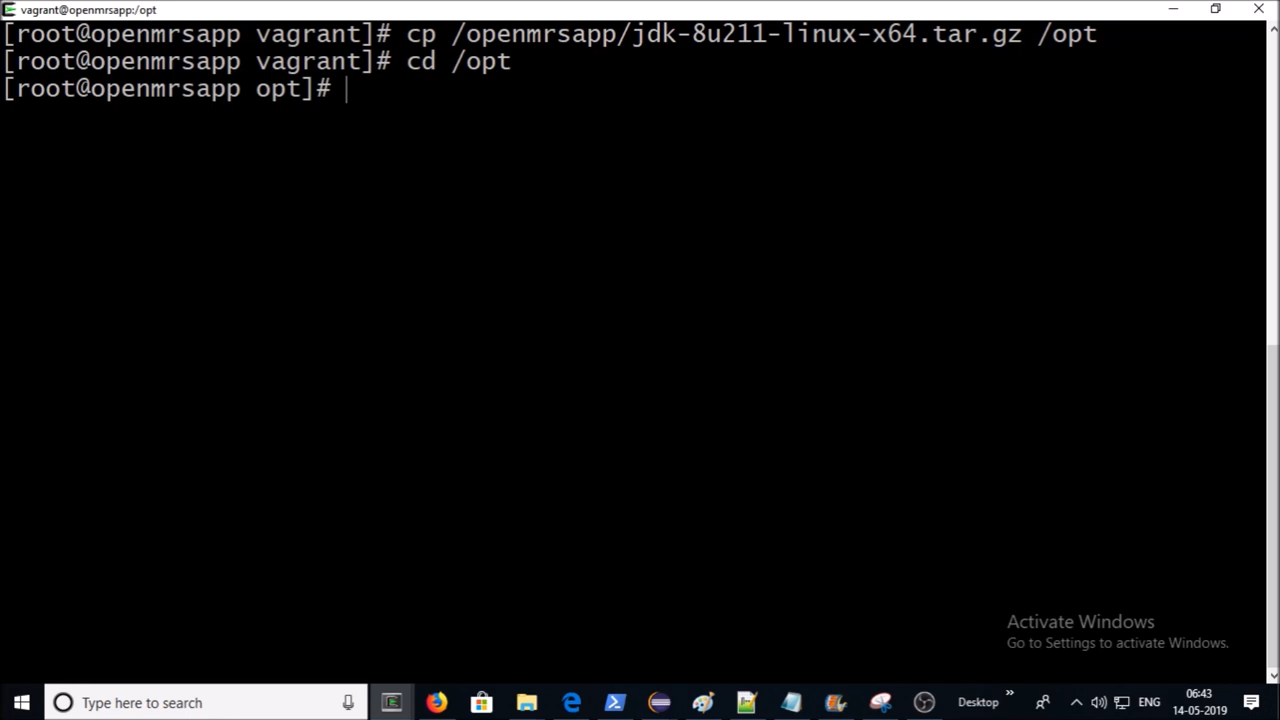 vagrant@openmrsapp:/opt
[root@openmrsapp vagrant]# cp /openmrsapp/jdk-8u211-linux-x64.tar.gz /opt
[root@openmrsapp vagrant]# cd /opt
[root@openmrsapp opt]#
Activate Windows
Go to Settings to activate Windows.
Type here to search
Desktop
»
ENG
06:43
14-05-2019